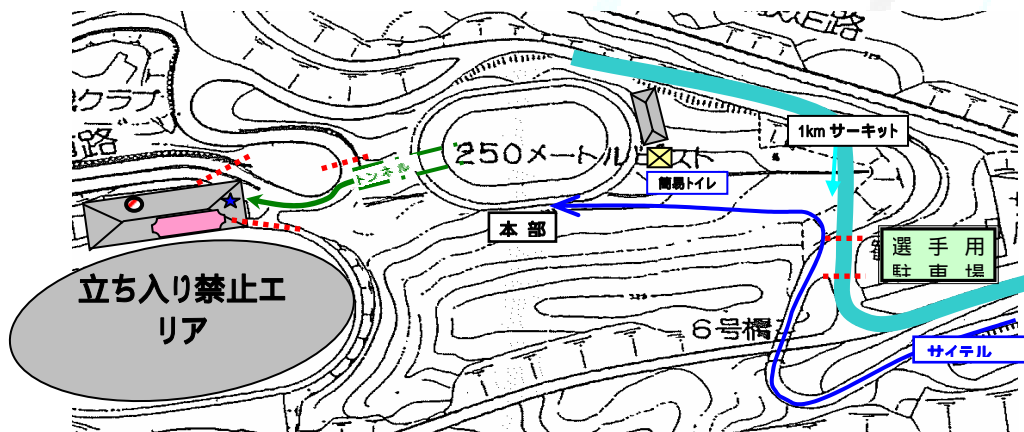 クラブ
路
1km サーキット
250メートル
トンネル
簡易トイレ
本 部
選 手 用
駐 車 場
立ち入り禁止エ
リア
6号橋
サイテル